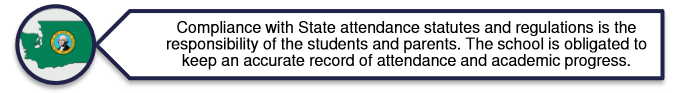 Compliance with State attendance statutes and regulations is the
responsibility of the students and parents. The school is obligated to
keep an accurate record of attendance and academic progress.